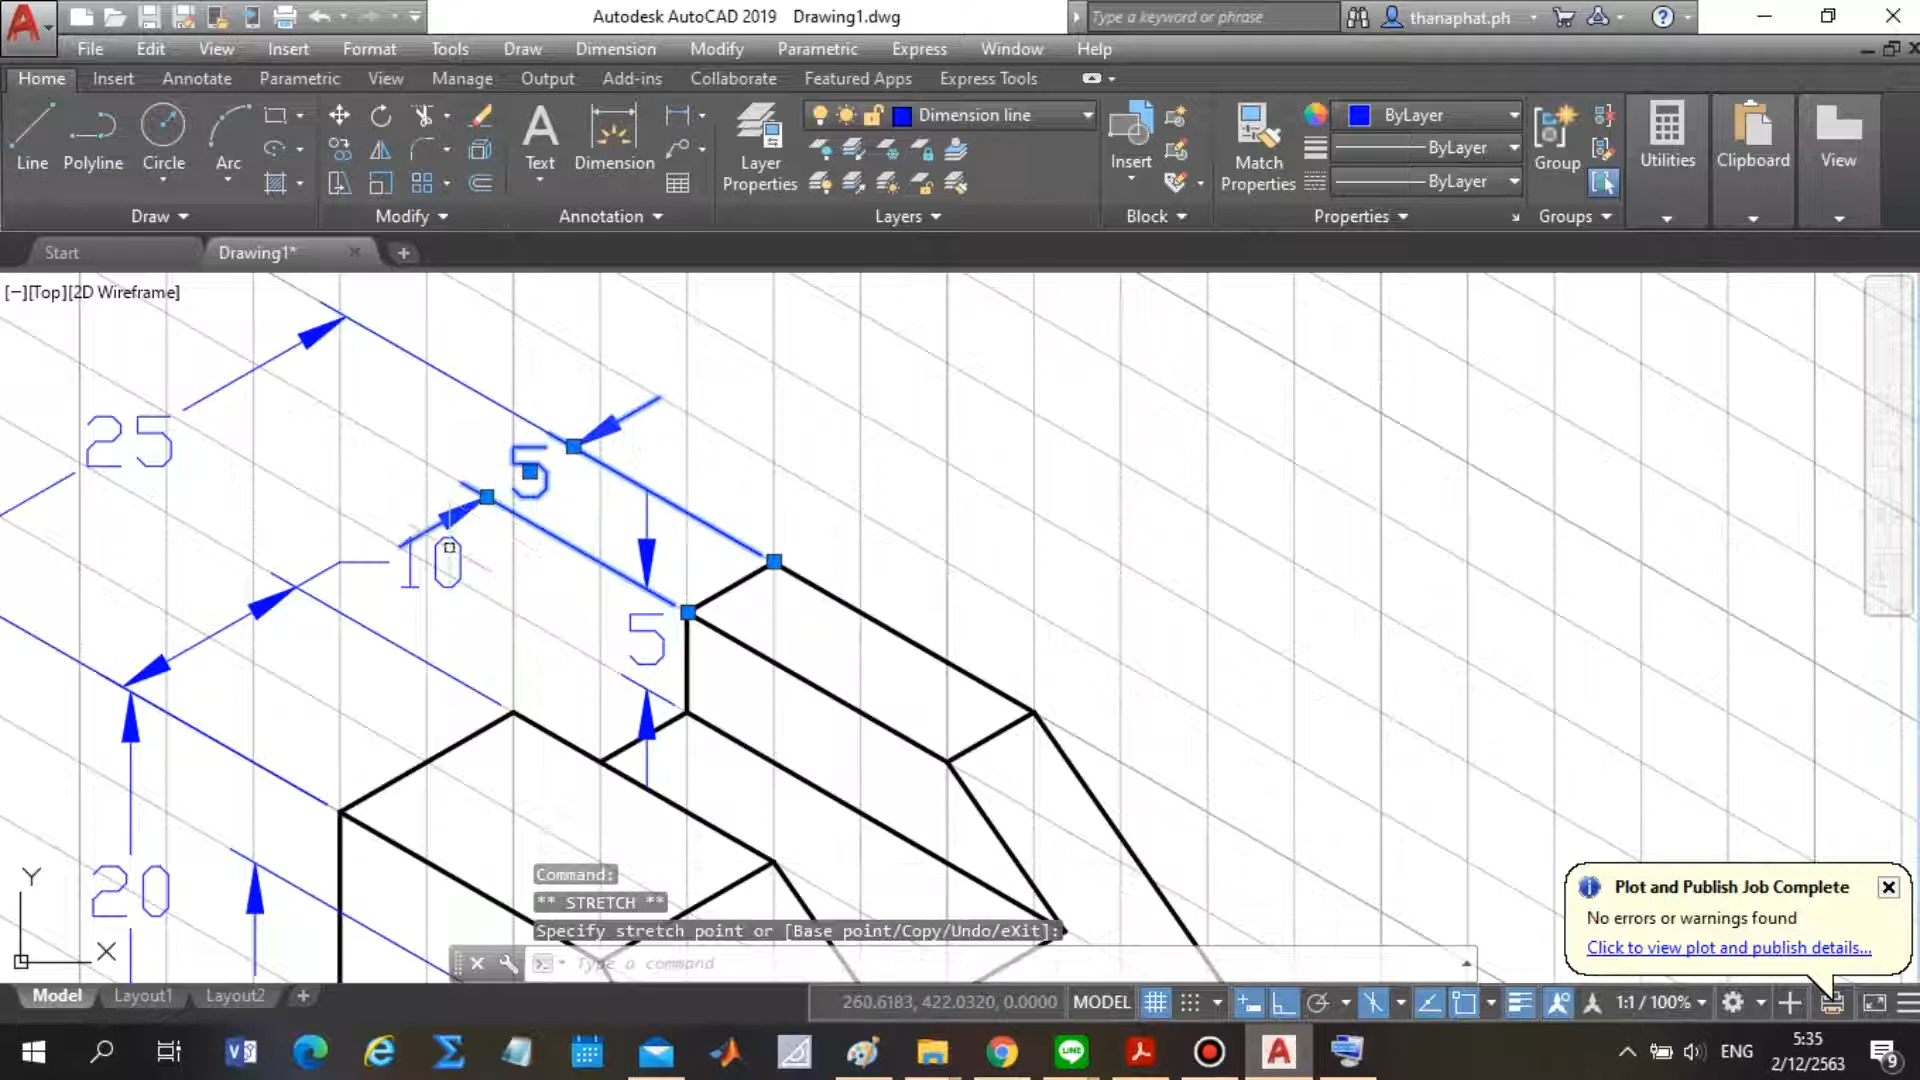 Autodesk AutoCAD 2019 Drawing1.dwg
Type a keyword or phrase
thanaphat.ph
File Edit View Insert Format Tools Draw Dimension Modify Parametric Express Window Help
Home Insert Annotate Parametric View Manage Output Add-ins Collaborate Featured Apps Express Tools
Dimension line
ByLayer
ByLayer
ByLayer
Line Polyline Circle Arc
Text Dimension
Layer Properties
Insert
Match Properties
Group
Utilities Clipboard View
Draw Modify Annotation Layers Block Properties Groups
Start Drawing1*
[−][Top][2D Wireframe]
25
5
10
5
20
Y
X
Command:
** STRETCH **
Specify stretch point or [Base point/Copy/Undo/eXit]:
Type a command
Plot and Publish Job Complete
No errors or warnings found
Click to view plot and publish details...
Model Layout1 Layout2
260.6183, 422.0320, 0.0000 MODEL 1:1 / 100%
ENG
5:35
2/12/2563
9